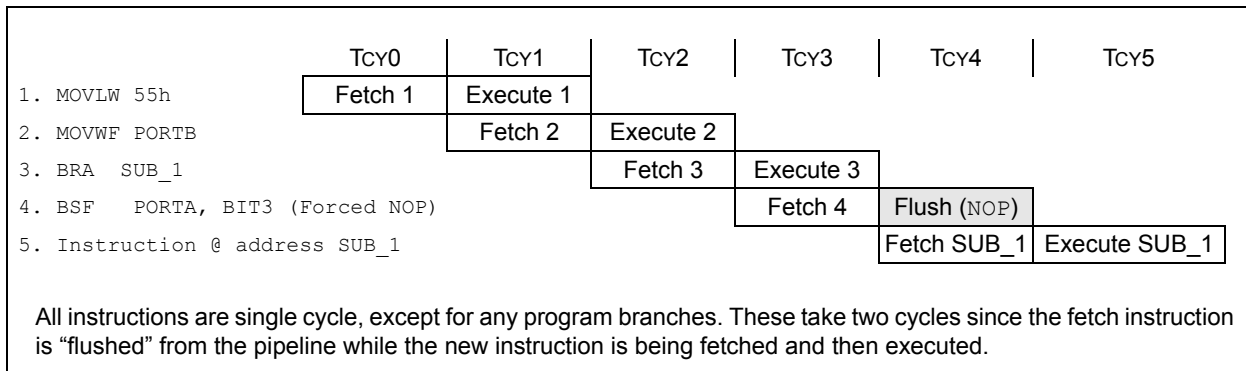 TCY0 TCY1 TCY2 TCY3 TCY4 TCY5
1. MOVLW 55h Fetch 1 Execute 1
2. MOVWF PORTB Fetch 2 Execute 2
3. BRA SUB_1 Fetch 3 Execute 3
4. BSF PORTA, BIT3 (Forced NOP) Fetch 4 Flush (NOP)
5. Instruction @ address SUB_1 Fetch SUB_1 Execute SUB_1
All instructions are single cycle, except for any program branches. These take two cycles since the fetch instruction
is “flushed” from the pipeline while the new instruction is being fetched and then executed.